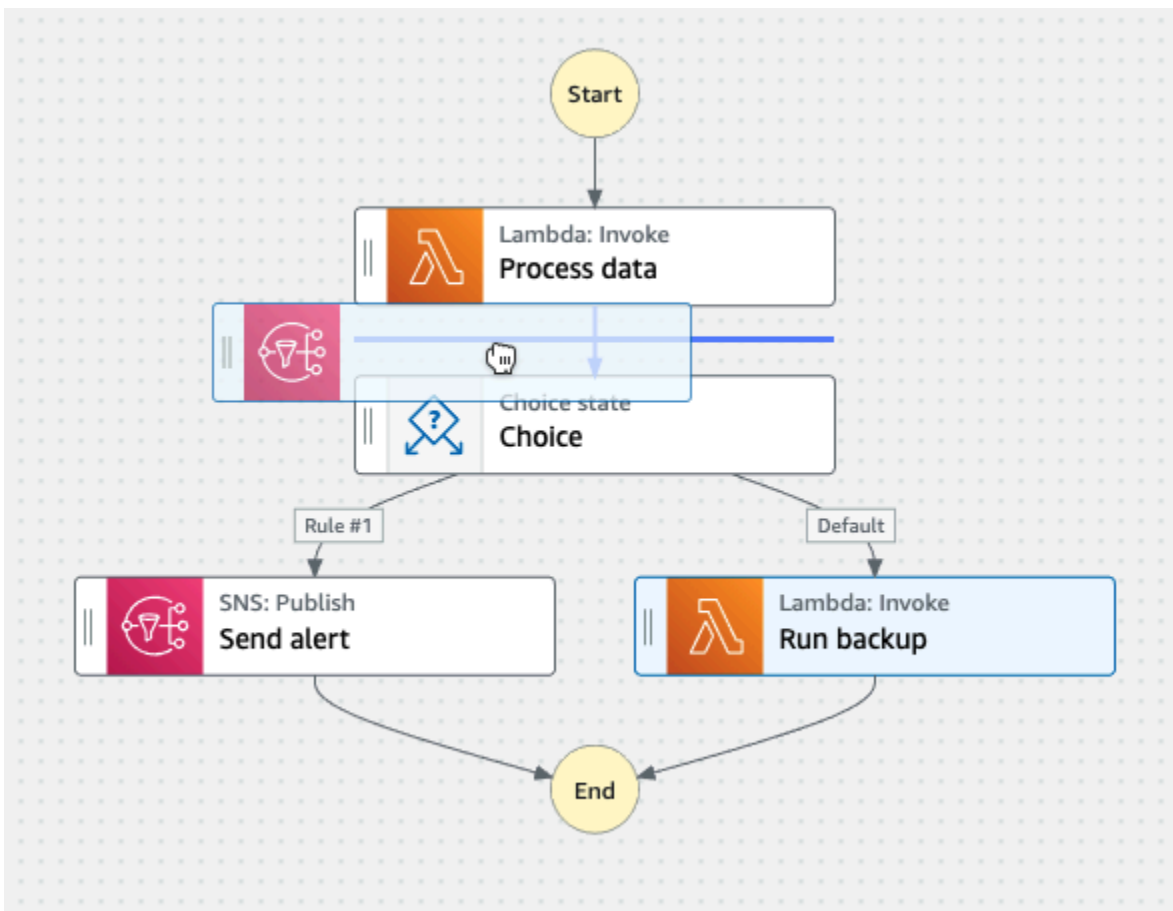 Start
Lambda: Invoke
Process data
Choice state
Choice
Rule #1
Default
SNS: Publish
Send alert
Lambda: Invoke
Run backup
End